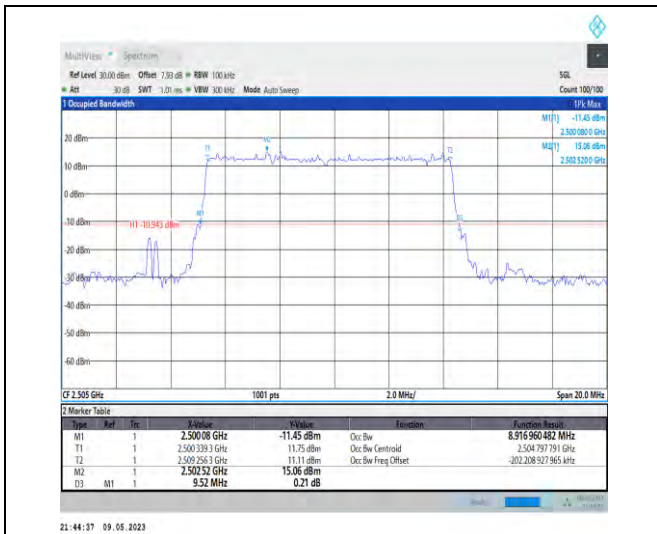 MultiView Spectrum
Ref Level 30.00 dBm Offset 7.93 dB RBW 100 kHz SGL
Att 30 dB SWT 1.01 ms VBW 300 kHz Mode Auto Sweep Count 100/100
1 Occupied Bandwidth 1Pk Max
M1[1] -11.45 dBm
2.500 080 0 GHz
M2[1] 15.06 dBm
2.502 520 0 GHz
T1 M2 T2
20 dBm
10 dBm
0 dBm
M1 D3
-10 dBm
H1 -10.943 dBm
-20 dBm
-30 dBm
-40 dBm
-50 dBm
-60 dBm
CF 2.505 GHz 1001 pts 2.0 MHz/ Span 20.0 MHz
2 Marker Table
Type Ref Trc X-Value Y-Value Function Function Result
M1 1 2.500 08 GHz -11.45 dBm Occ Bw 8.916 960 482 MHz
T1 1 2.500 339 3 GHz 11.75 dBm Occ Bw Centroid 2.504 797 791 GHz
T2 1 2.509 256 3 GHz 11.11 dBm Occ Bw Freq Offset -202.208 927 965 kHz
M2 1 2.502 52 GHz 15.06 dBm
D3 M1 1 9.52 MHz 0.21 dB
21:44:37 09.05.2023